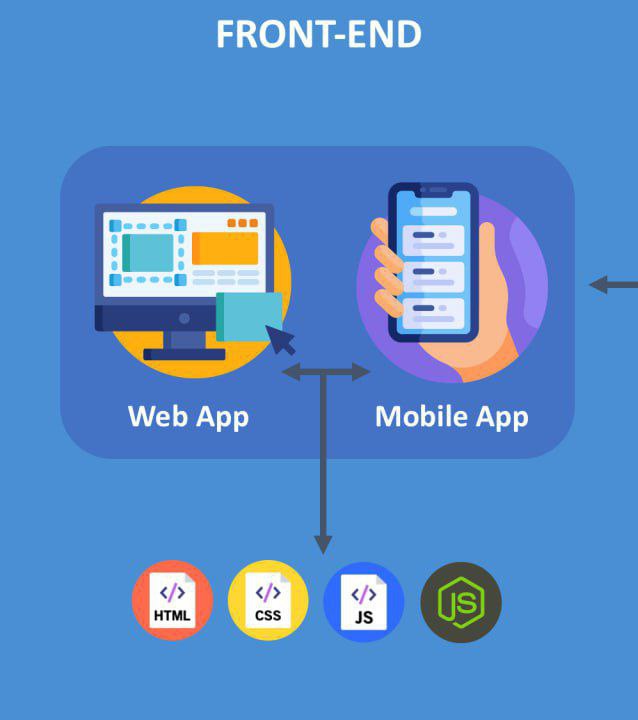 FRONT-END
Web App
Mobile App
</>
HTML
</>
CSS
</>
JS
JS